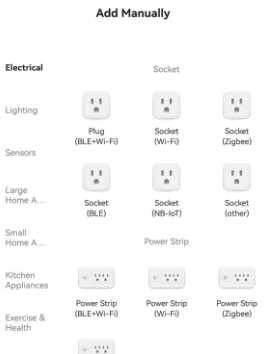 Add Manually
Electrical
Lighting
Sensors
Large
Home A...
Small
Home A...
Kitchen
Appliances
Exercise &
Health
Socket
Plug
(BLE+Wi-Fi)
Socket
(Wi-Fi)
Socket
(Zigbee)
Socket
(BLE)
Socket
(NB-IoT)
Socket
(other)
Power Strip
Power Strip
(BLE+Wi-Fi)
Power Strip
(Wi-Fi)
Power Strip
(Zigbee)